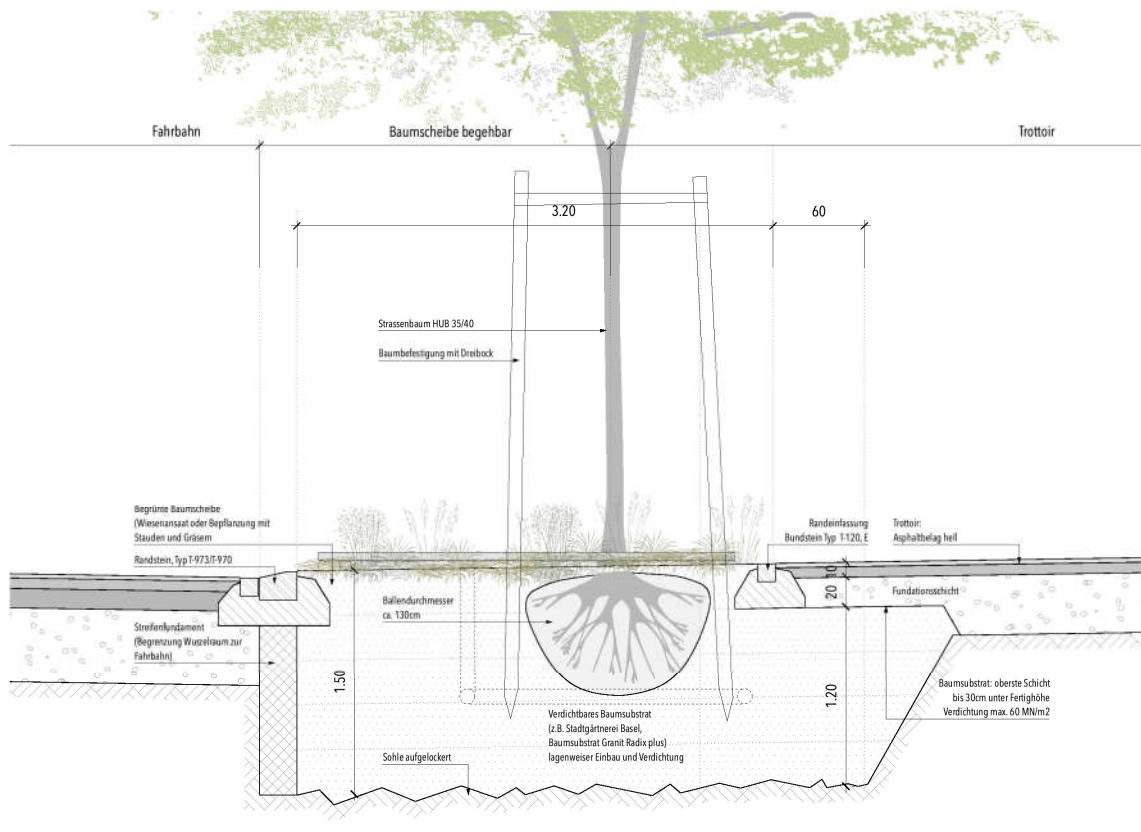 Fahrbahn
Baumscheibe begehbar
Trottoir
3.20
60
Strassenbaum HUB 35/40
Baumbefestigung mit Dreibock
Begrünte Baumscheibe
(Wiesenansaat oder Bepflanzung mit
Stauden und Gräsern
Randstein, Typ T-973/T-970
Randeinfassung
Bundstein Typ T-120, E
Trottoir:
Asphaltbelag hell
10
20
Fundationsschicht
Ballendurchmesser
ca. 130cm
Streifenfundament
(Begrenzung Wurzelraum zur
Fahrbahn)
1.50
1.20
Baumsubstrat: oberste Schicht
bis 30cm unter Fertighöhe
Verdichtung max. 60 MN/m2
Verdichtbares Baumsubstrat
(z.B. Stadtgärtnerei Basel,
Baumsubstrat Granit Radix plus)
lagenweiser Einbau und Verdichtung
Sohle aufgelockert